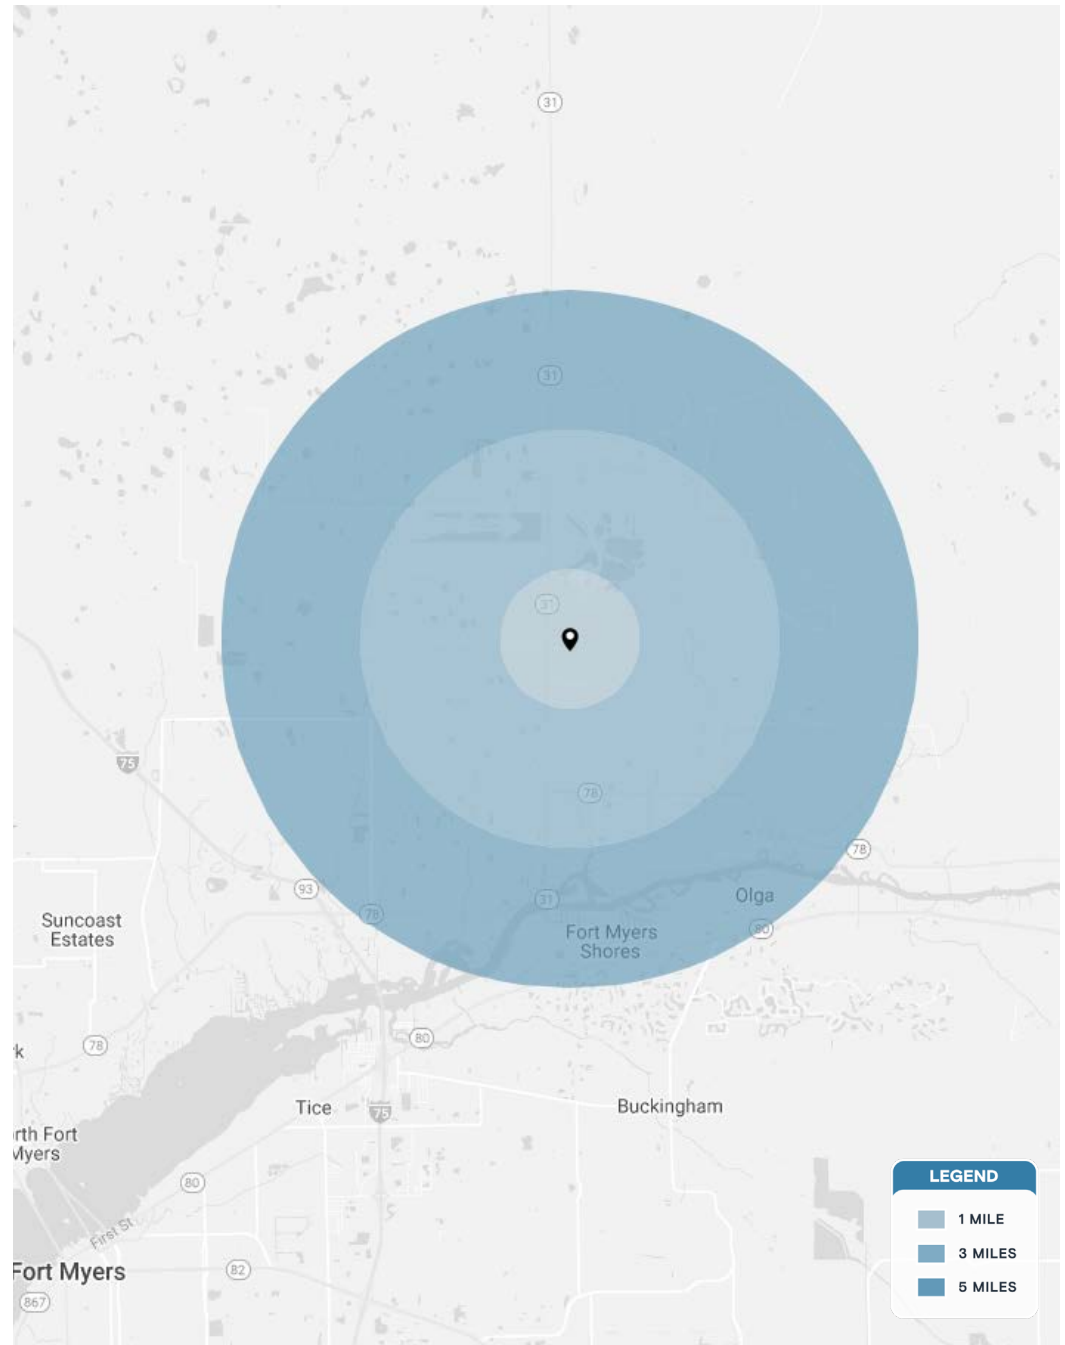 31
31
31
75
78
78
93
78
31
Olga
Suncoast
Estates
Fort Myers
Shores
80
80
78
k
Tice
75
Buckingham
rth Fort
Myers
80
First St
LEGEND
1 MILE
3 MILES
5 MILES
Fort Myers
82
867